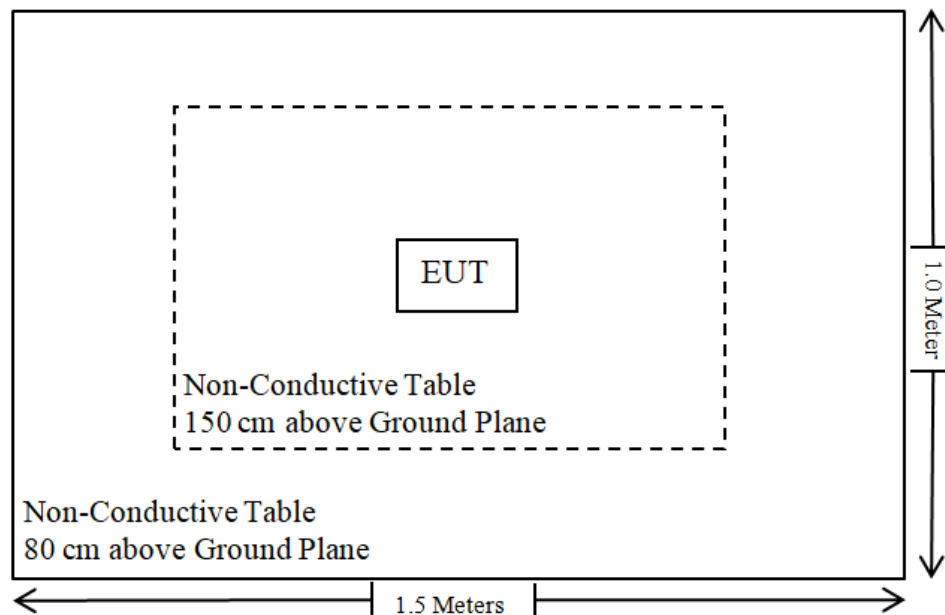 EUT
Non-Conductive Table
150 cm above Ground Plane
Non-Conductive Table
80 cm above Ground Plane
1.0 Meter
1.5 Meters